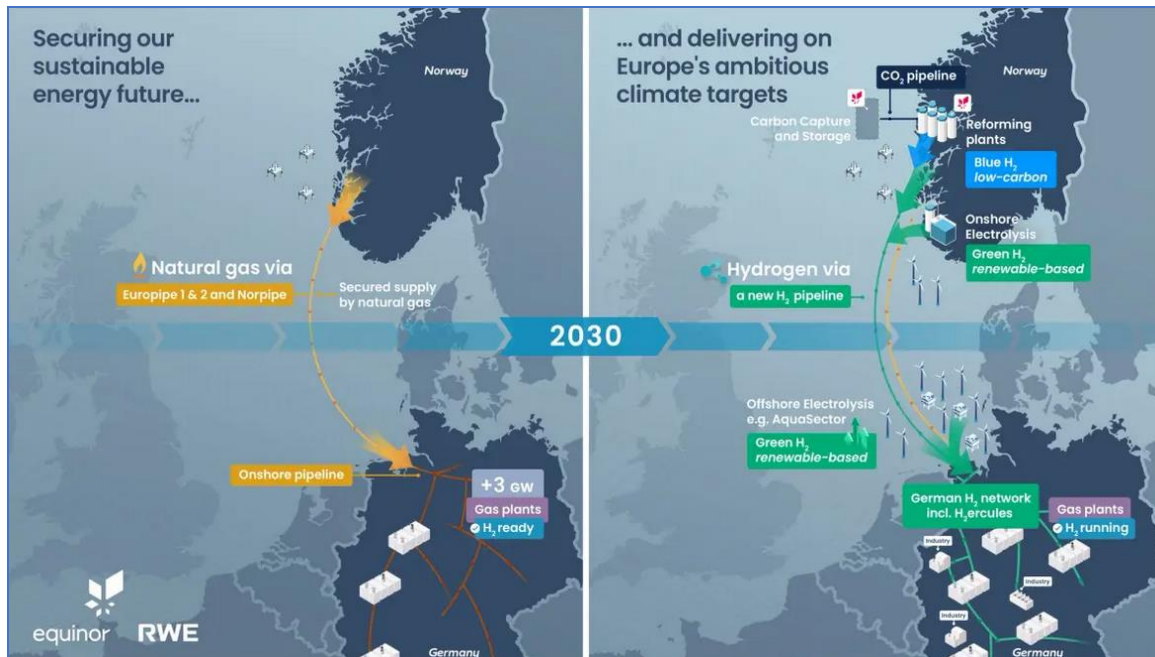 Securing our
sustainable
energy future...
Norway
Natural gas via
Europipe 1 & 2 and Norpipe
Secured supply
by natural gas
Onshore pipeline
+3 GW
Gas plants
H₂ ready
equinor
RWE
Germany
2030
... and delivering on
Europe's ambitious
climate targets
CO₂ pipeline
Norway
Carbon Capture
and Storage
Reforming
plants
Blue H₂
low-carbon
Onshore
Electrolysis
Green H₂
renewable-based
Hydrogen via
a new H₂ pipeline
Offshore Electrolysis
e.g. AquaSector
Green H₂
renewable-based
German H₂ network
incl. H₂ercules
Gas plants
H₂ running
Industry
Industry
Industry
Germany